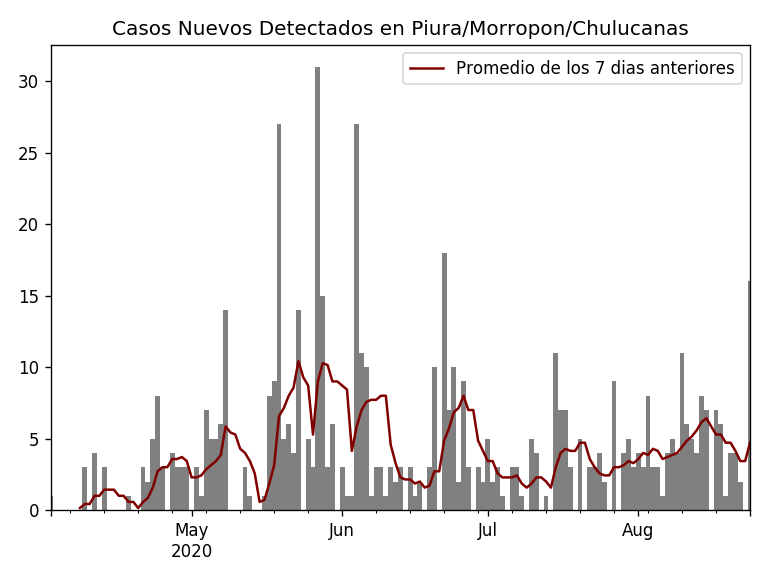 Casos Nuevos Detectados en Piura/Morropon/Chulucanas
Promedio de los 7 dias anteriores
30
25
20
15
10
5
0
May Jun Jul Aug
2020